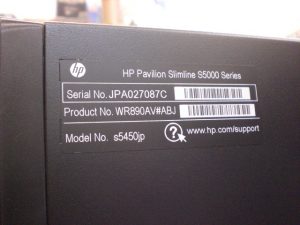 hp HP Pavilion Slimline S5000 Series
Serial No. JPA027087C
Product No. WR890AV#ABJ
Model No. s5450jp ? www.hp.com/support